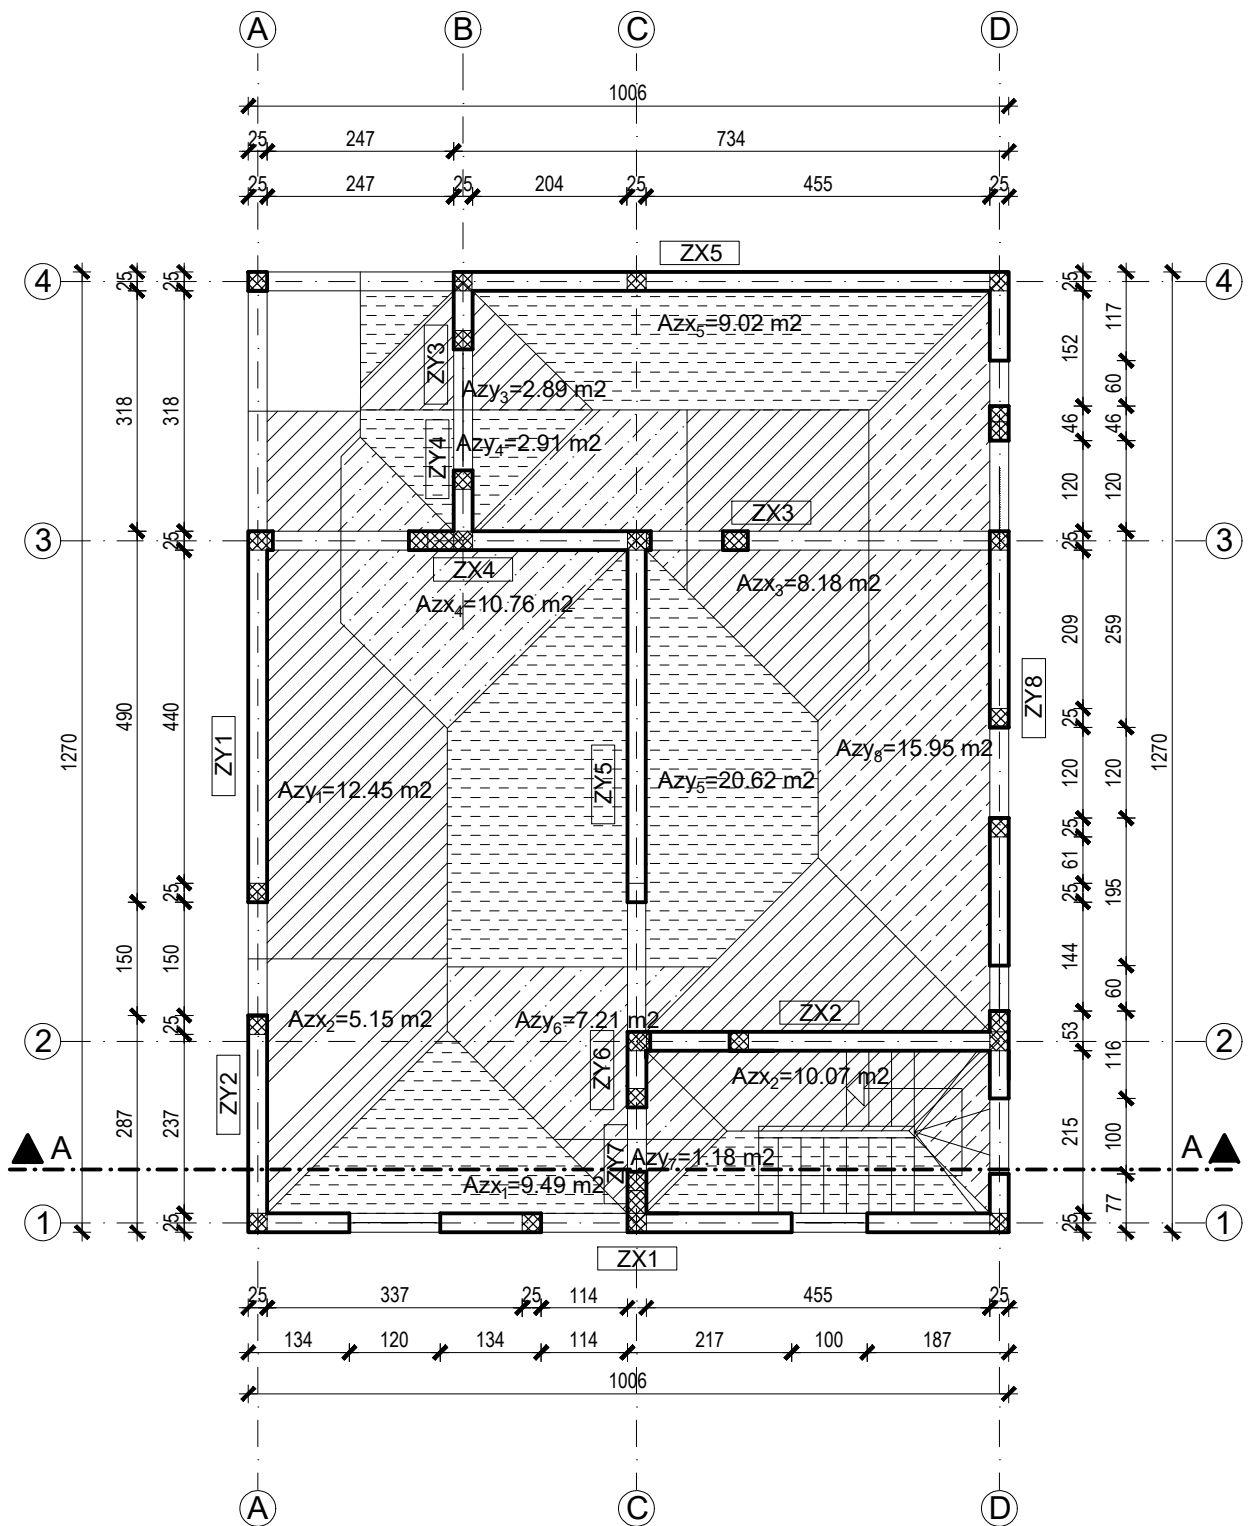 A B C D
1006
25 247 734
25 247 25 204 25 455 25
ZX5
4 4
25 25 25
Azx5=9.02 m2
117
152
ZY3
Azy3=2.89 m2
60
318 318
46 46
ZY4
Azy4=2.91 m2
120 120
ZX3
3 3
25 25
ZX4
Azx3=8.18 m2
Azx4=10.76 m2
209 259
ZY8
490 440
25
1270 1270
ZY1
Azy8=15.95 m2
ZY5
Azy5=20.62 m2
120 120
Azy1=12.45 m2
25
61
25 25
195
150 150
144
60
Azx2=5.15 m2
Azy6=7.21 m2
ZX2
25
53
2 2
ZY6
Azx2=10.07 m2
116
ZY2
287 237
215 100
A A
ZY7
Azy7=1.18 m2
Azx1=9.49 m2
77
1 1
25 25
ZX1
25 337 25 114 455 25
134 120 134 114 217 100 187
1006
A C D